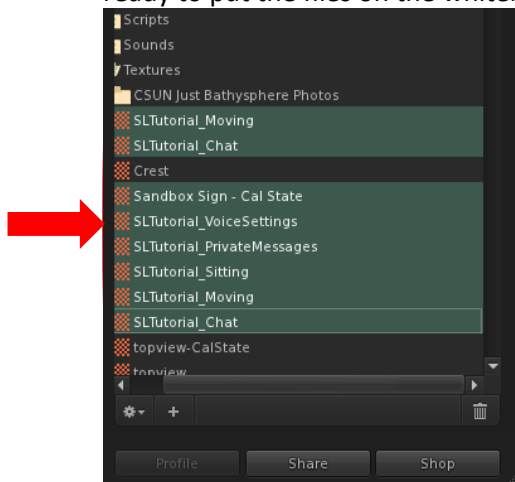 Scripts
Sounds
Textures
CSUN Just Bathysphere Photos
SLTutorial_Moving
SLTutorial_Chat
Crest
Sandbox Sign - Cal State
SLTutorial_VoiceSettings
SLTutorial_PrivateMessages
SLTutorial_Sitting
SLTutorial_Moving
SLTutorial_Chat
topview-CalState
topview
+
Profile Share Shop